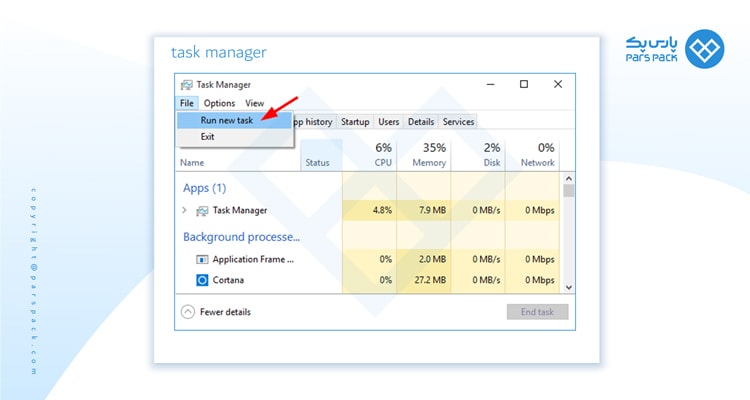 task manager
پارس پک
PARS PACK
Task Manager
File Options View
Run new task
Exit
pp history Startup Users Details Services
6% 35% 2% 0%
Name Status CPU Memory Disk Network
Apps (1)
Task Manager 4.8% 7.9 MB 0 MB/s 0 Mbps
Background processe...
Application Frame ... 0% 2.0 MB 0 MB/s 0 Mbps
Cortana 0% 27.2 MB 0 MB/s 0 Mbps
Fewer details
End task
copyright@parspack.com